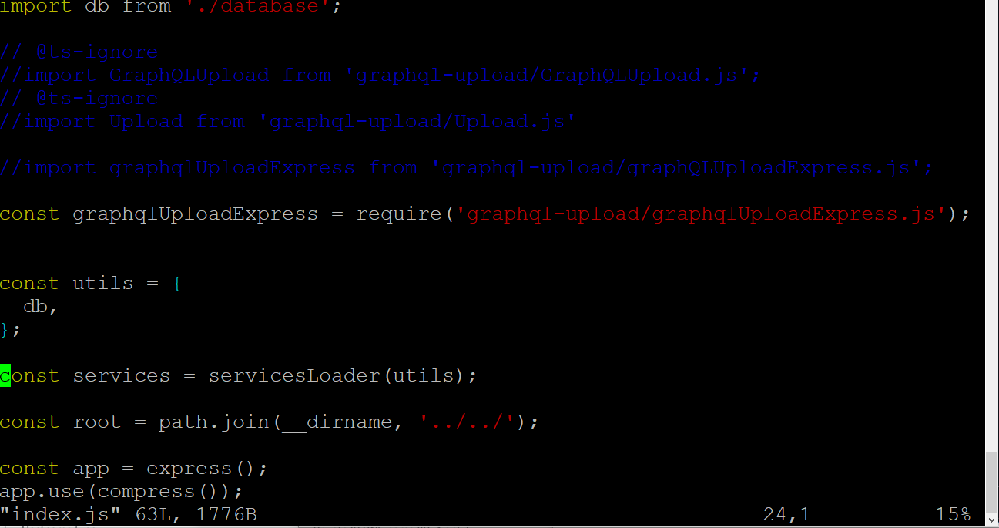 import db from './database';
// @ts-ignore
//import GraphQLUpload from 'graphql-upload/GraphQLUpload.js';
// @ts-ignore
//import Upload from 'graphql-upload/Upload.js'
//import graphqlUploadExpress from 'graphql-upload/graphQLUploadExpress.js';
const graphqlUploadExpress = require('graphql-upload/graphqlUploadExpress.js');
const utils = {
  db,
};
const services = servicesLoader(utils);
const root = path.join(__dirname, '../../');
const app = express();
app.use(compress());
"index.js" 63L, 1776B 24,1 15%